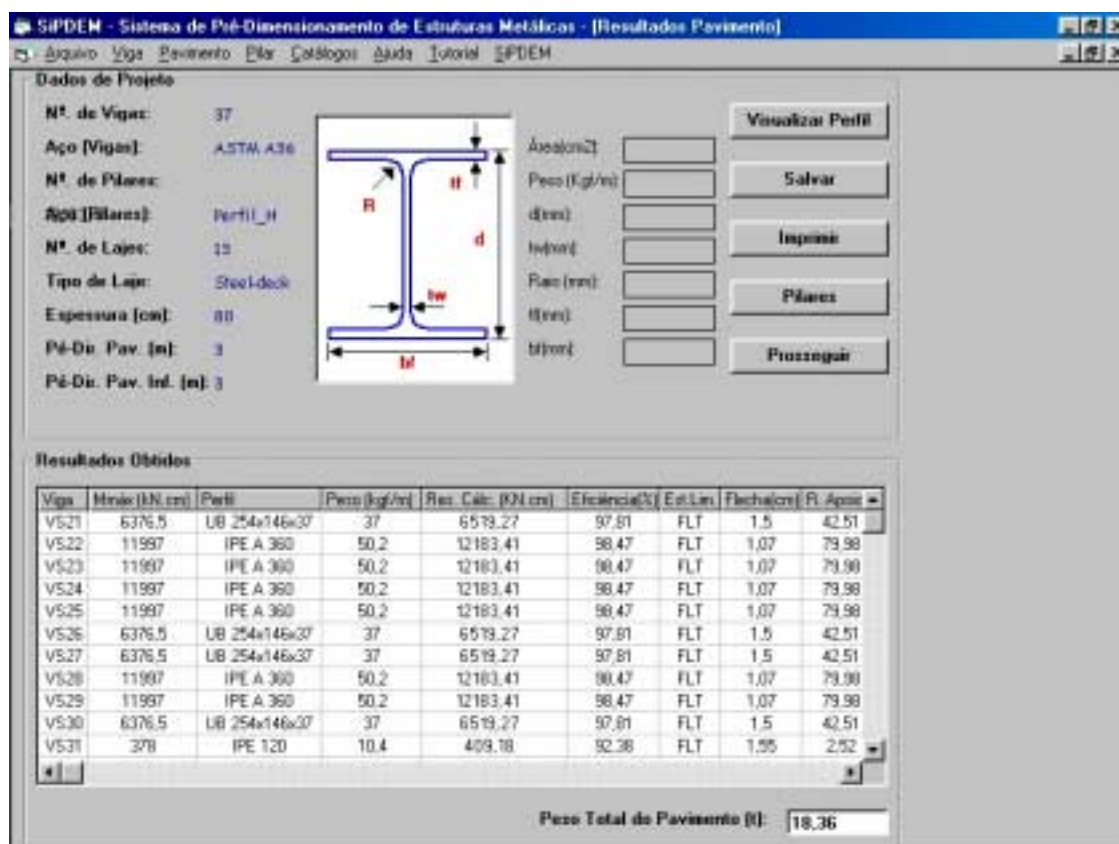 SiPDEM - Sistema de Pré-Dimensionamento de Estruturas Metálicas - [Resultados Pavimento]
Arquivo Viga Pavimento Pilar Catálogos Ajuda Tutorial SiPDEM
Dados de Projeto
Nº. de Vigas: 37
Aço [Vigas]: ASTM A36
Nº. de Pilares:
[Pilares]: Perfil_H
Nº. de Lajes: 15
Tipo de Laje: Steel-deck
Espessura [cm]: 80
Pé-Dir. Pav. [m]: 3
Pé-Dir. Pav. Inf. [m]: 3
R
tf
d
tw
bf
Área(cm2):
Peso (Kgf/m):
d(mm):
tw(mm):
Raio (mm):
tf(mm):
bf(mm):
Visualizar Perfil
Salvar
Imprimir
Pilares
Prosseguir
Resultados Obtidos
Viga Mmáx (kN.cm) Perfil Peso (kgf/m) Res. Cálc. (KN.cm) Eficiência(%) Est.Lim. Flecha(cm) R. Apoio
VS21 6376,5 UB 254x146x37 37 6519,27 97,81 FLT 1,5 42,51
VS22 11997 IPE A 360 50,2 12183,41 98,47 FLT 1,07 79,98
VS23 11997 IPE A 360 50,2 12183,41 98,47 FLT 1,07 79,98
VS24 11997 IPE A 360 50,2 12183,41 98,47 FLT 1,07 79,98
VS25 11997 IPE A 360 50,2 12183,41 98,47 FLT 1,07 79,98
VS26 6376,5 UB 254x146x37 37 6519,27 97,81 FLT 1,5 42,51
VS27 6376,5 UB 254x146x37 37 6519,27 97,81 FLT 1,5 42,51
VS28 11997 IPE A 360 50,2 12183,41 98,47 FLT 1,07 79,98
VS29 11997 IPE A 360 50,2 12183,41 98,47 FLT 1,07 79,98
VS30 6376,5 UB 254x146x37 37 6519,27 97,81 FLT 1,5 42,51
VS31 378 IPE 120 10,4 409,18 92,38 FLT 1,55 2,52
Peso Total do Pavimento (t): 18,36